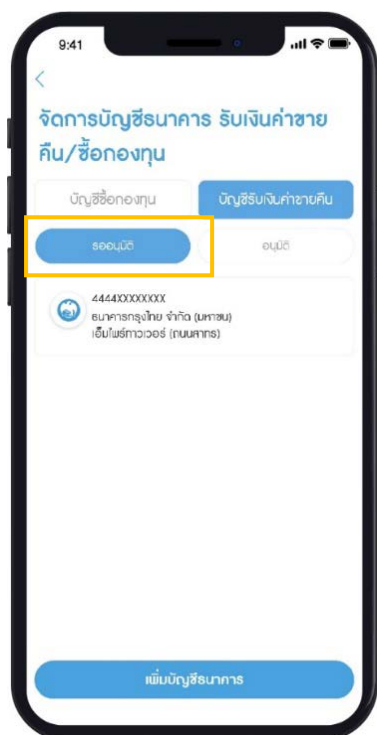 9:41
จัดการบัญชีธนาคาร รับเงินค่าขาย
คืน/ซื้อกองทุน
บัญชีซื้อกองทุน
บัญชีรับเงินค่าขายคืน
รออนุมัติ
อนุมัติ
4444XXXXXXXX
ธนาคารกรุงไทย จำกัด (มหาชน)
เอ็มไพร์ทาวเวอร์ (ถนนสาทร)
เพิ่มบัญชีธนาคาร